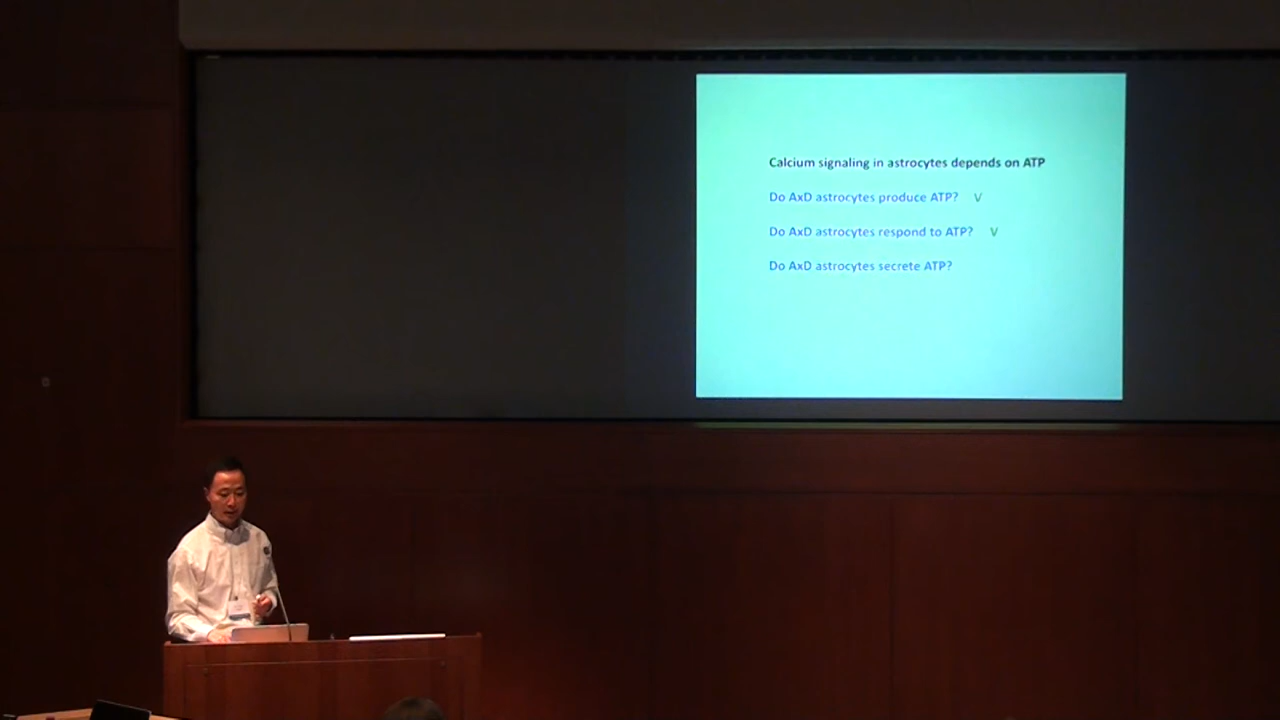 Calcium signaling in astrocytes depends on ATP
Do AxD astrocytes produce ATP? V
Do AxD astrocytes respond to ATP? V
Do AxD astrocytes secrete ATP?